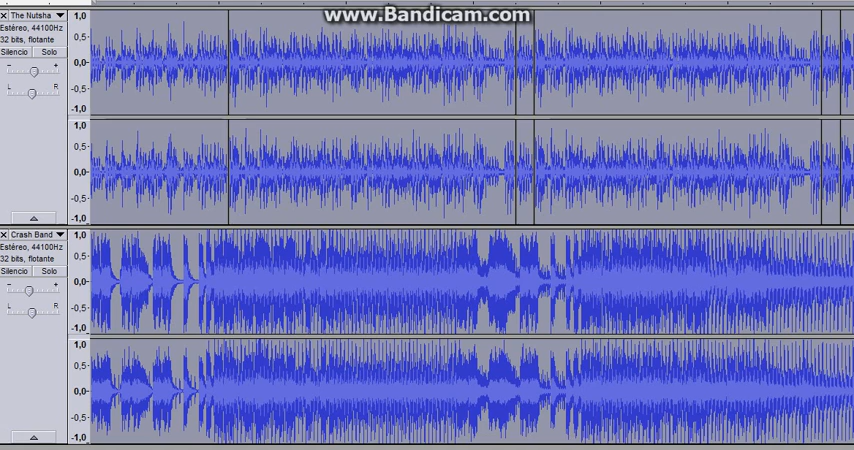 www.Bandicam.com
The Nutsha
Estéreo, 44100Hz
32 bits, flotante
Silencio Solo
- +
L R
1,0
0,5
0,0
-0,5
-1,0
1,0
0,5
0,0
-0,5
-1,0
Crash Band
Estéreo, 44100Hz
32 bits, flotante
Silencio Solo
- +
L R
1,0
0,5
0,0
-0,5
-1,0
1,0
0,5
0,0
-0,5
-1,0